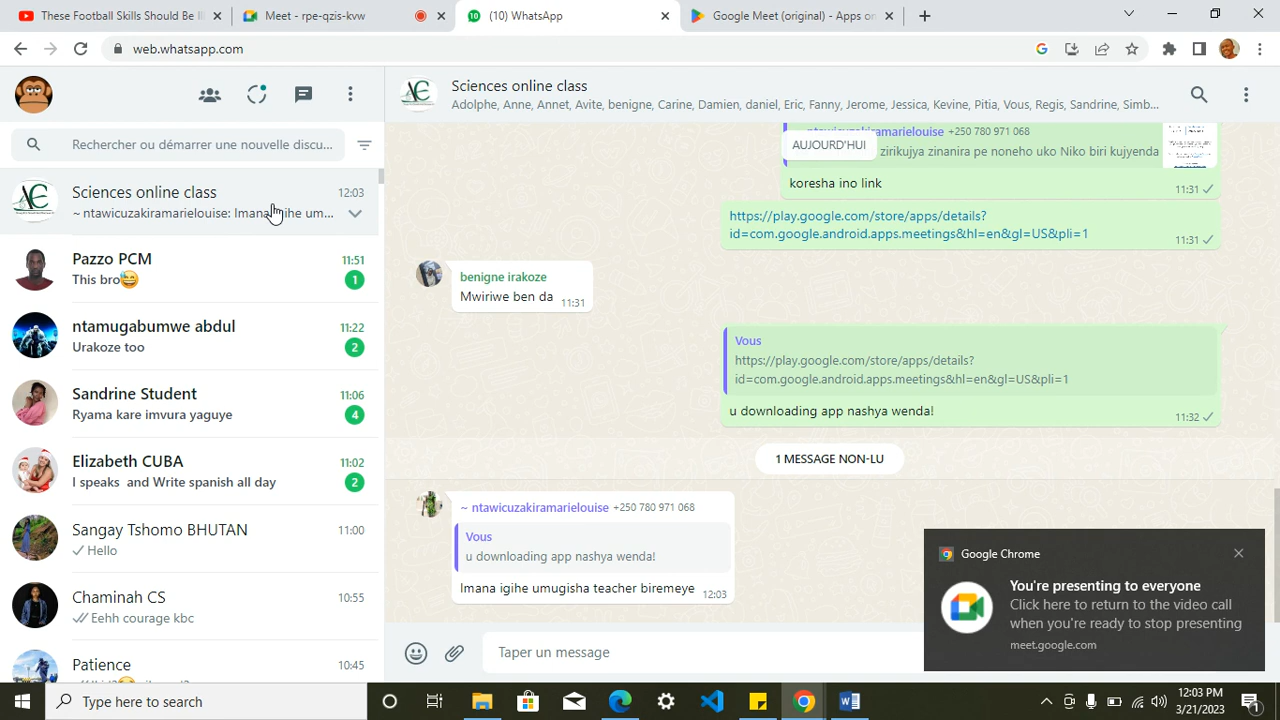 These Football Skills Should Be Ill
Meet - rpe-qzis-kvw
(10) WhatsApp
Google Meet (original) - Apps on
web.whatsapp.com
Sciences online class
Adolphe, Anne, Annet, Avite, benigne, Carine, Damien, daniel, Eric, Fanny, Jerome, Jessica, Kevine, Pitia, Vous, Regis, Sandrine, Simb...
Rechercher ou démarrer une nouvelle discu...
Sciences online class
12:03
~ ntawicuzakiramarielouise: Imana igihe um...
Pazzo PCM
11:51
This bro😅
1
ntamugabumwe abdul
11:22
Urakoze too
2
Sandrine Student
11:06
Ryama kare imvura yaguye
4
Elizabeth CUBA
11:02
I speaks and Write spanish all day
2
Sangay Tshomo BHUTAN
11:00
Hello
Chaminah CS
10:55
Eehh courage kbc
Patience
10:45
ntawicuzakiramarielouise +250 780 971 068
AUJOURD'HUI
zirikujya zinanira pe noneho uko Niko biri kujyenda
koresha ino link
11:31
https://play.google.com/store/apps/details?
id=com.google.android.apps.meetings&hl=en&gl=US&pli=1
11:31
benigne irakoze
Mwiriwe ben da
11:31
Vous
https://play.google.com/store/apps/details?
id=com.google.android.apps.meetings&hl=en&gl=US&pli=1
u downloading app nashya wenda!
11:32
1 MESSAGE NON-LU
~ ntawicuzakiramarielouise +250 780 971 068
Vous
u downloading app nashya wenda!
Imana igihe umugisha teacher biremeye
12:03
Taper un message
Google Chrome
You're presenting to everyone
Click here to return to the video call
when you're ready to stop presenting
meet.google.com
Type here to search
12:03 PM
3/21/2023
1